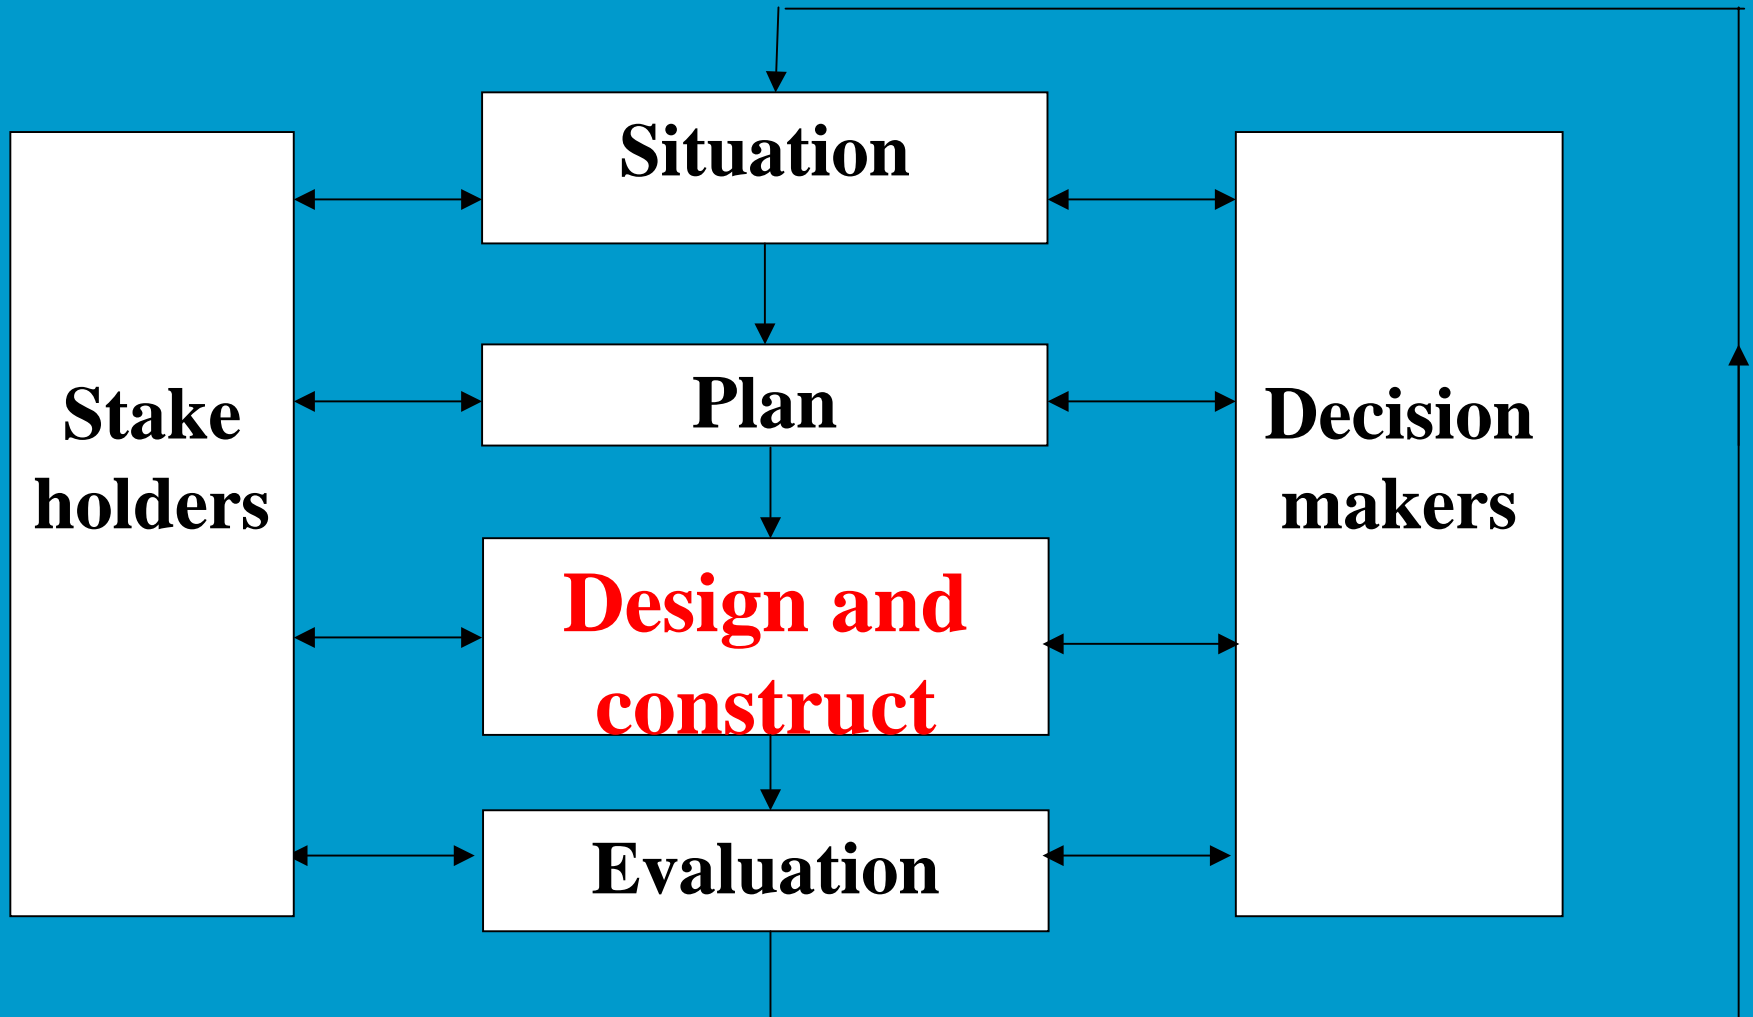 Situation
Stake
holders
Plan
Decision
makers
Design and
construct
Evaluation